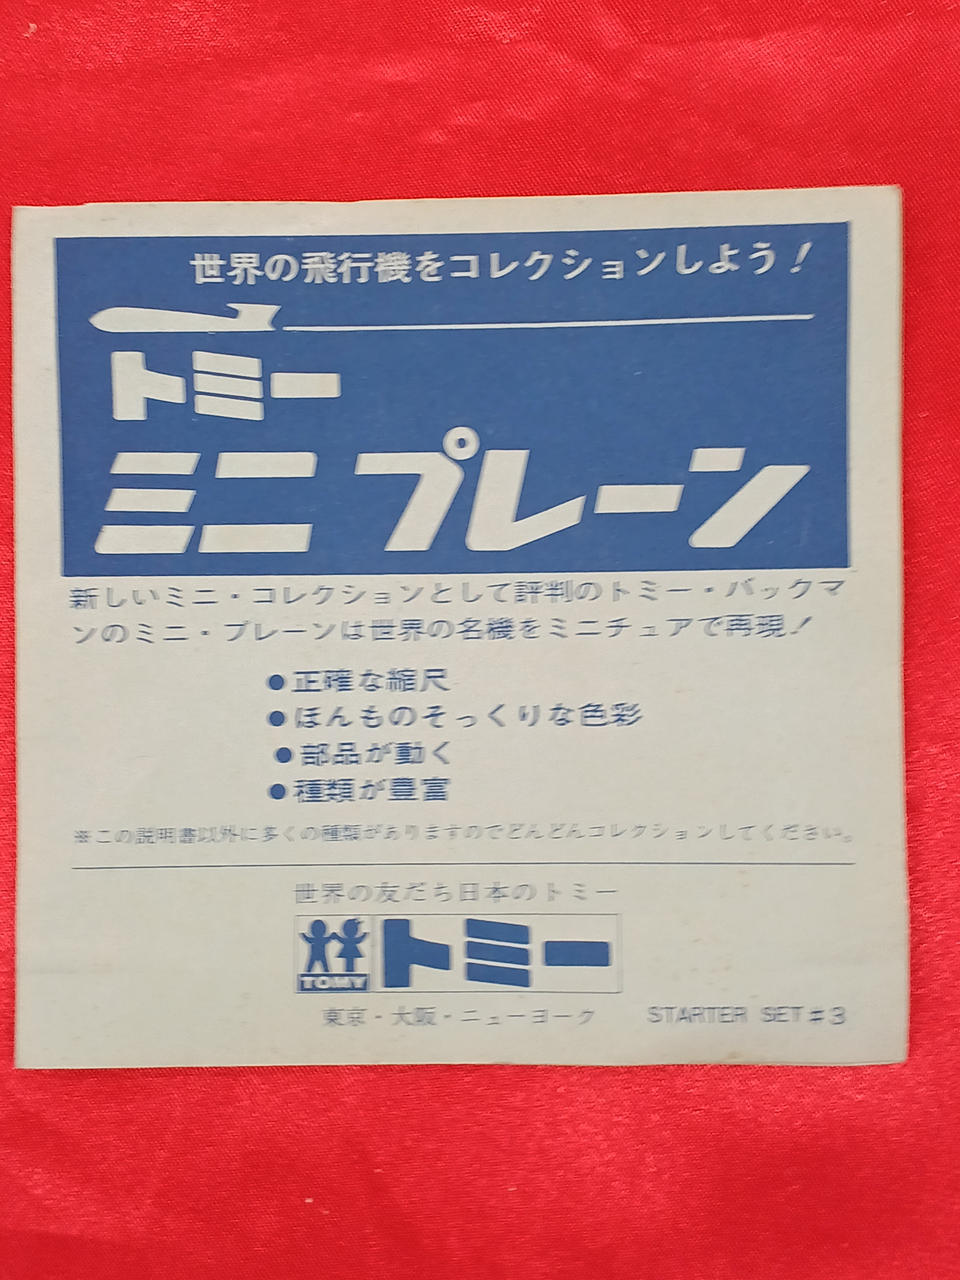 世界の飛行機をコレクションしよう!
トミー
ミニプレーン
新しいミニ・コレクションとして評判のトミー・バックマ
ンのミニ・プレーンは世界の名機をミニチュアで再現!
●正確な縮尺
●ほんものそっくりな色彩
●部品が動く
●種類が豊富
※この説明書以外に多くの種類がありますのでどんどんコレクションしてください。
世界の友だち日本のトミー
TOMY トミー
東京・大阪・ニューヨーク STARTER SET #3